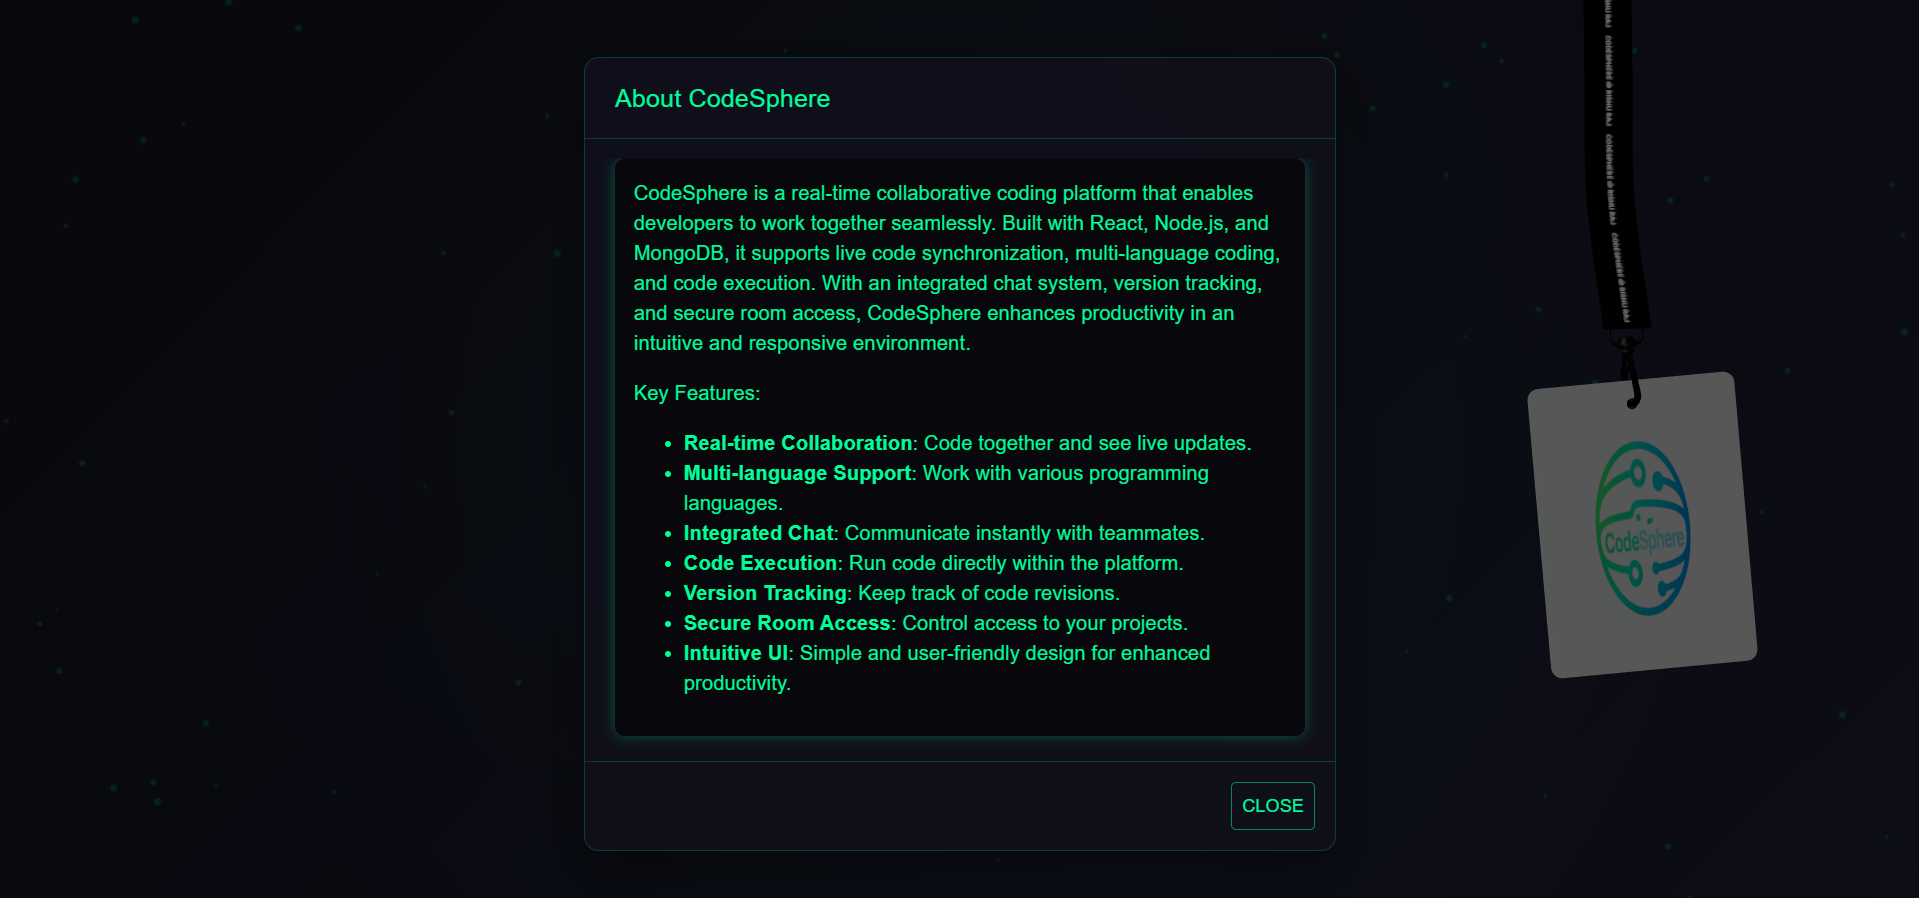 About CodeSphere
CodeSphere is a real-time collaborative coding platform that enables
developers to work together seamlessly. Built with React, Node.js, and
MongoDB, it supports live code synchronization, multi-language coding,
and code execution. With an integrated chat system, version tracking,
and secure room access, CodeSphere enhances productivity in an
intuitive and responsive environment.
Key Features:
• Real-time Collaboration: Code together and see live updates.
• Multi-language Support: Work with various programming
languages.
• Integrated Chat: Communicate instantly with teammates.
• Code Execution: Run code directly within the platform.
• Version Tracking: Keep track of code revisions.
• Secure Room Access: Control access to your projects.
• Intuitive UI: Simple and user-friendly design for enhanced
productivity.
CLOSE
CodeSphere